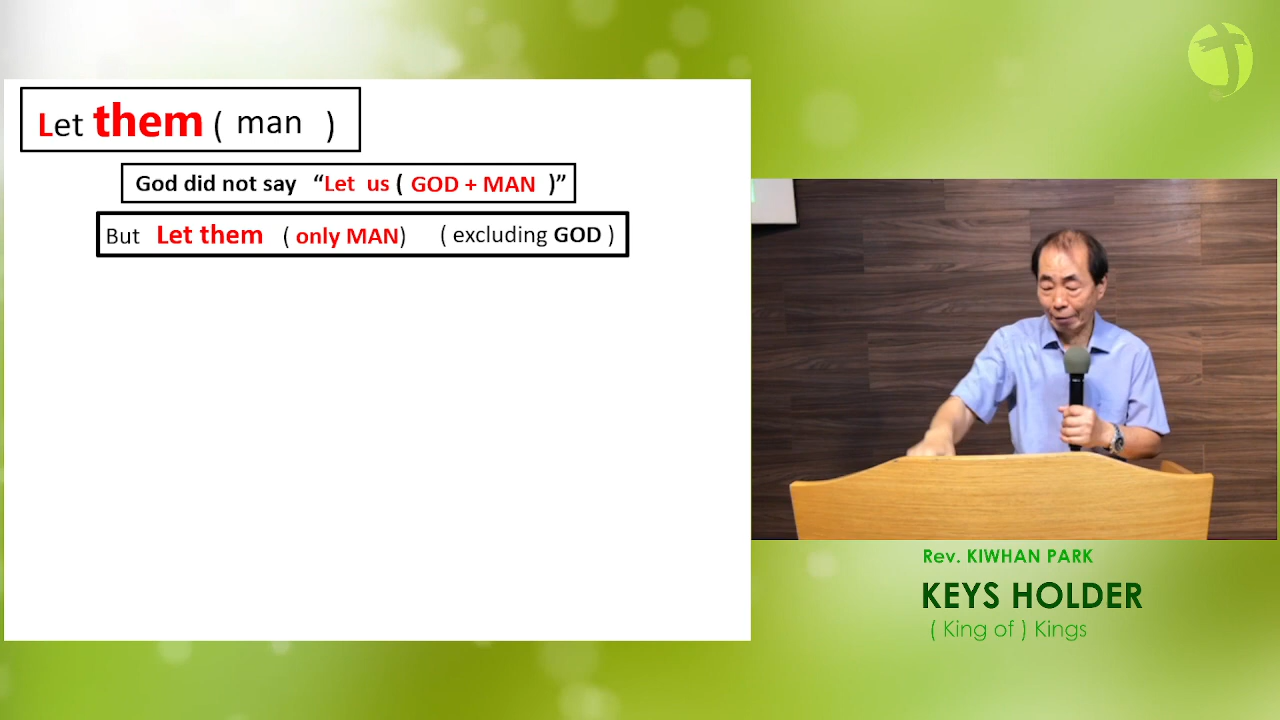 Let them ( man )
God did not say “Let us ( GOD + MAN )”
But Let them ( only MAN) ( excluding GOD )
Rev. KIWHAN PARK
KEYS HOLDER
( King of ) Kings